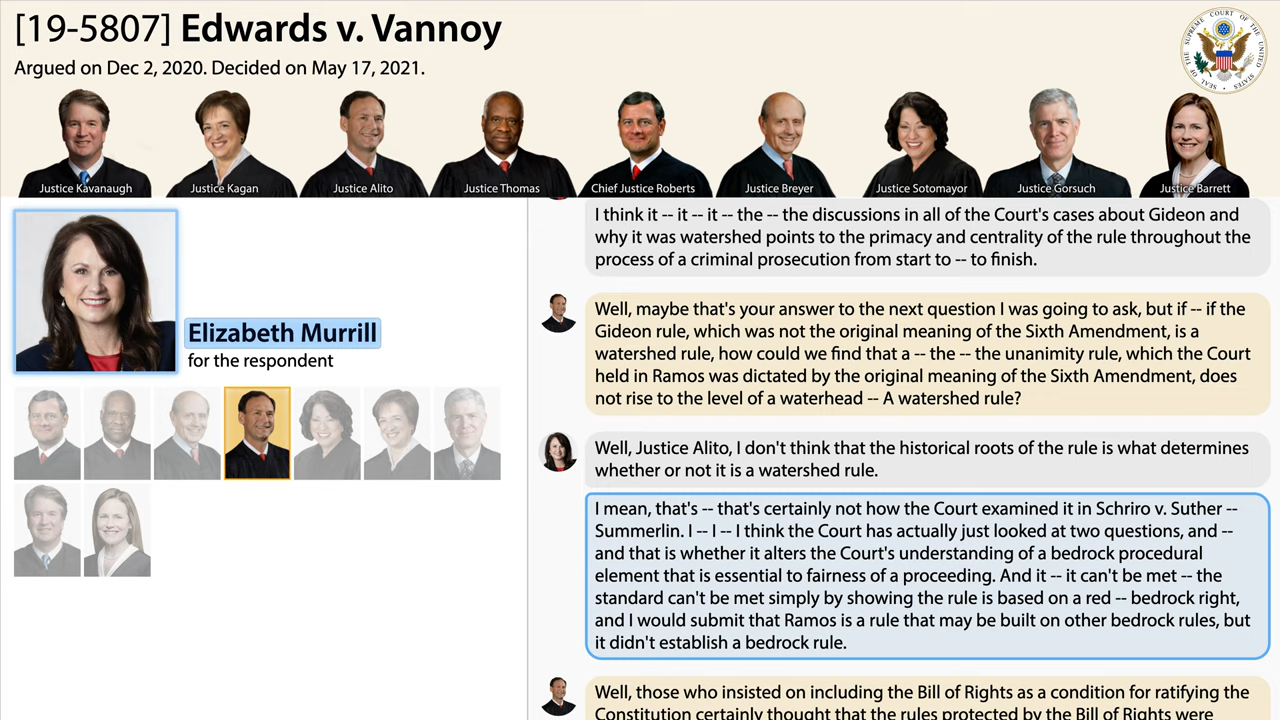 [19-5807] Edwards v. Vannoy
Argued on Dec 2, 2020. Decided on May 17, 2021.
SEAL OF THE SUPREME COURT OF THE UNITED STATES
Justice Kavanaugh
Justice Kagan
Justice Alito
Justice Thomas
Chief Justice Roberts
Justice Breyer
Justice Sotomayor
Justice Gorsuch
Justice Barrett
Elizabeth Murrill
for the respondent
I think it -- it -- it -- the -- the discussions in all of the Court's cases about Gideon and
why it was watershed points to the primacy and centrality of the rule throughout the
process of a criminal prosecution from start to -- to finish.
Well, maybe that's your answer to the next question I was going to ask, but if -- if the
Gideon rule, which was not the original meaning of the Sixth Amendment, is a
watershed rule, how could we find that a -- the -- the unanimity rule, which the Court
held in Ramos was dictated by the original meaning of the Sixth Amendment, does
not rise to the level of a waterhead -- A watershed rule?
Well, Justice Alito, I don't think that the historical roots of the rule is what determines
whether or not it is a watershed rule.
I mean, that's -- that's certainly not how the Court examined it in Schriro v. Suther --
Summerlin. I -- I -- I think the Court has actually just looked at two questions, and --
and that is whether it alters the Court's understanding of a bedrock procedural
element that is essential to fairness of a proceeding. And it -- it can't be met -- the
standard can't be met simply by showing the rule is based on a red -- bedrock right,
and I would submit that Ramos is a rule that may be built on other bedrock rules, but
it didn't establish a bedrock rule.
Well, those who insisted on including the Bill of Rights as a condition for ratifying the
Constitution certainly thought that the rules protected by the Bill of Rights were